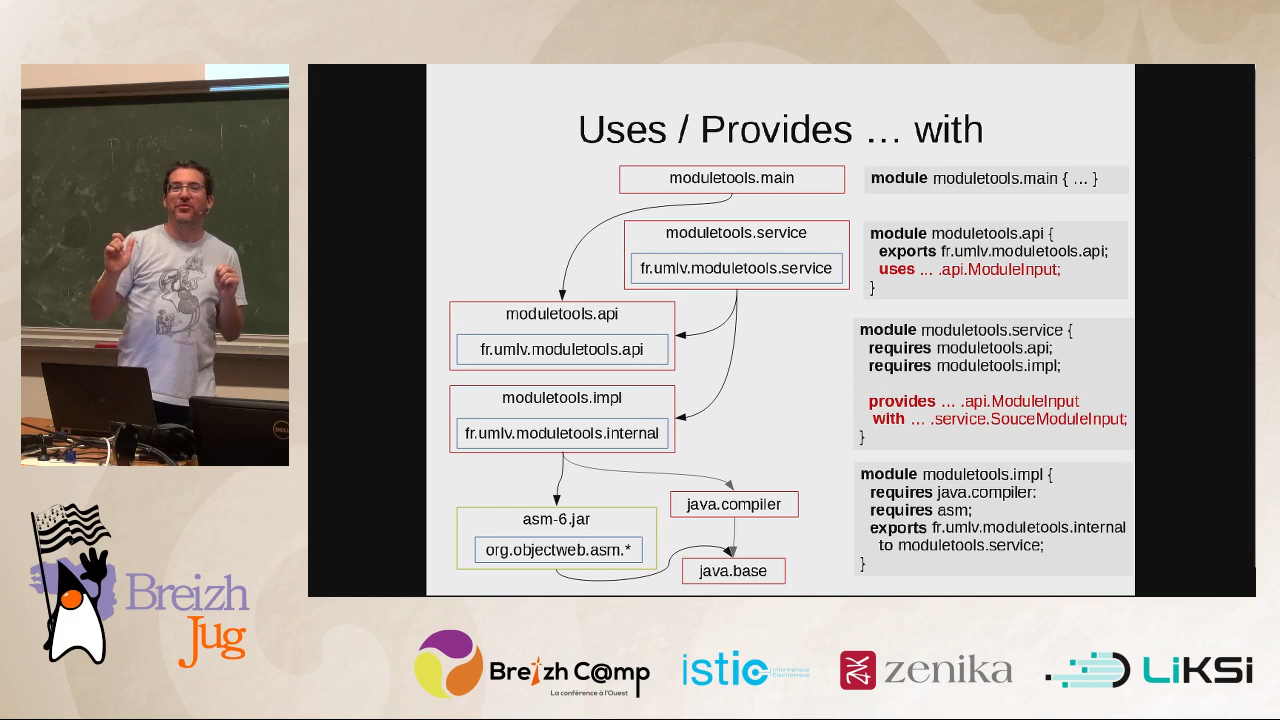 Uses / Provides … with
moduletools.main
module moduletools.main { … }
moduletools.service
fr.umlv.moduletools.service
module moduletools.api {
exports fr.umlv.moduletools.api;
uses ... .api.ModuleInput;
}
moduletools.api
fr.umlv.moduletools.api
module moduletools.service {
requires moduletools.api;
requires moduletools.impl;
provides … .api.ModuleInput
with … .service.SouceModuleInput;
}
moduletools.impl
fr.umlv.moduletools.internal
module moduletools.impl {
requires java.compiler:
requires asm;
exports fr.umlv.moduletools.internal
to moduletools.service;
}
java.compiler
asm-6.jar
org.objectweb.asm.*
java.base
DELL
Breizh
Jug
Breizh C@mp
La conférence à l'Ouest
istic
Informatique
Électronique
zenika
LiKSi